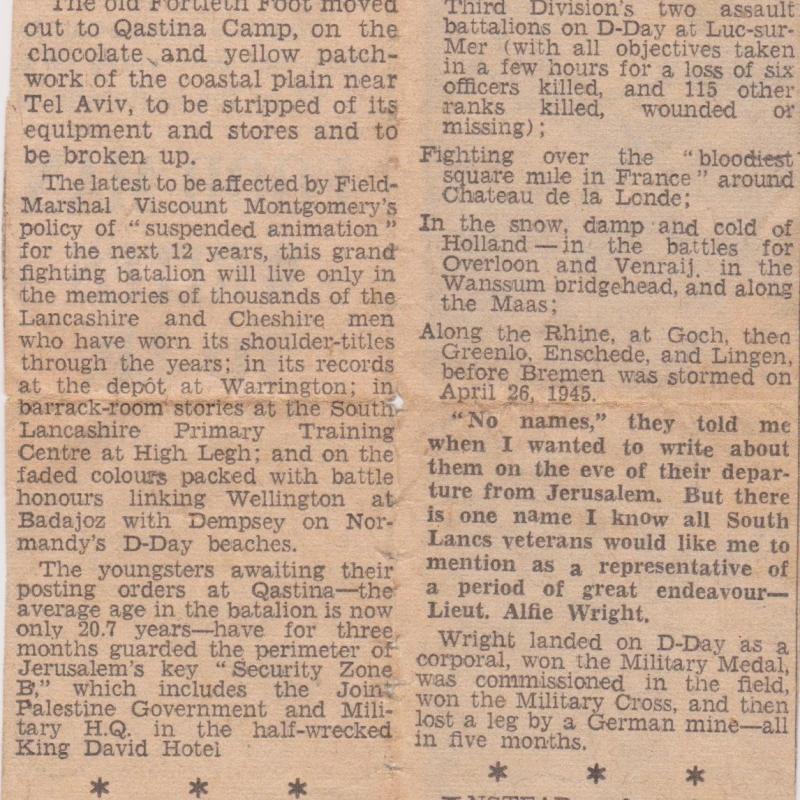 The old Fortieth Foot moved
out to Qastina Camp, on the
chocolate and yellow patch-
work of the coastal plain near
Tel Aviv, to be stripped of its
equipment and stores and to
be broken up.
The latest to be affected by Field-
Marshal Viscount Montgomery's
policy of "suspended animation"
for the next 12 years, this grand
fighting batalion will live only in
the memories of thousands of the
Lancashire and Cheshire men
who have worn its shoulder-titles
through the years; in its records
at the depôt at Warrington; in
barrack-room stories at the South
Lancashire Primary Training
Centre at High Legh; and on the
faded colours packed with battle
honours linking Wellington at
Badajoz with Dempsey on Nor-
mandy's D-Day beaches.
The youngsters awaiting their
posting orders at Qastina—the
average age in the batalion is now
only 20.7 years—have for three
months guarded the perimeter of
Jerusalem's key "Security Zone
B," which includes the Joint
Palestine Government and Mili-
tary H.Q. in the half-wrecked
King David Hotel
* * *
Third Division's two assault
battalions on D-Day at Luc-sur-
Mer (with all objectives taken
in a few hours for a loss of six
officers killed, and 115 other
ranks killed, wounded or
missing);
Fighting over the "bloodiest
square mile in France" around
Chateau de la Londe;
In the snow, damp and cold of
Holland—in the battles for
Overloon and Venraij, in the
Wanssum bridgehead, and along
the Maas;
Along the Rhine, at Goch, then
Greenlo, Enschede, and Lingen,
before Bremen was stormed on
April 26, 1945.
"No names," they told me
when I wanted to write about
them on the eve of their depar-
ture from Jerusalem. But there
is one name I know all South
Lancs veterans would like me to
mention as a representative of
a period of great endeavour—
Lieut. Alfie Wright.
Wright landed on D-Day as a
corporal, won the Military Medal,
was commissioned in the field,
won the Military Cross, and then
lost a leg by a German mine—all
in five months.
* * *